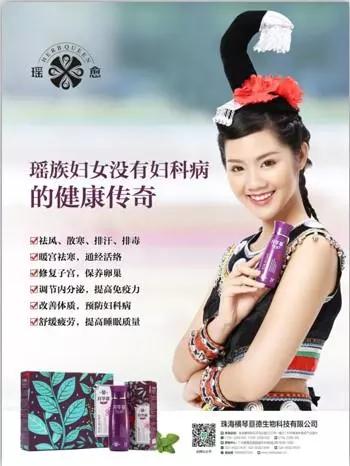 HERB QUEEN
瑶 愈
瑶族妇女没有妇科病
的健康传奇
祛风、散寒、排汗、排毒
暖宫祛寒，通经活络
修复子宫，保养卵巢
调节内分泌，提高免疫力
改善体质，预防妇科病
舒缓疲劳，提高睡眠质量
珠海横琴亘德生物科技有限公司